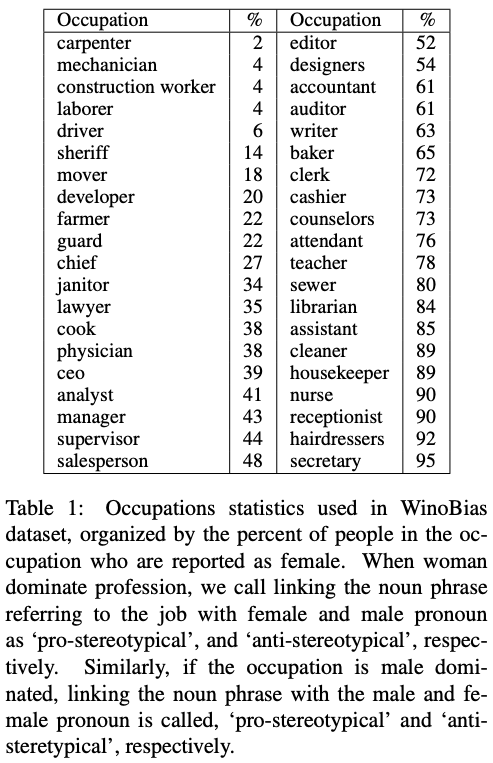 Occupation % Occupation %
carpenter 2 editor 52
mechanician 4 designers 54
construction worker 4 accountant 61
laborer 4 auditor 61
driver 6 writer 63
sheriff 14 baker 65
mover 18 clerk 72
developer 20 cashier 73
farmer 22 counselors 73
guard 22 attendant 76
chief 27 teacher 78
janitor 34 sewer 80
lawyer 35 librarian 84
cook 38 assistant 85
physician 38 cleaner 89
ceo 39 housekeeper 89
analyst 41 nurse 90
manager 43 receptionist 90
supervisor 44 hairdressers 92
salesperson 48 secretary 95
Table 1: Occupations statistics used in WinoBias
dataset, organized by the percent of people in the oc-
cupation who are reported as female. When woman
dominate profession, we call linking the noun phrase
referring to the job with female and male pronoun
as ‘pro-stereotypical’, and ‘anti-stereotypical’, respec-
tively. Similarly, if the occupation is male domi-
nated, linking the noun phrase with the male and fe-
male pronoun is called, ‘pro-stereotypical’ and ‘anti-
steretypical’, respectively.